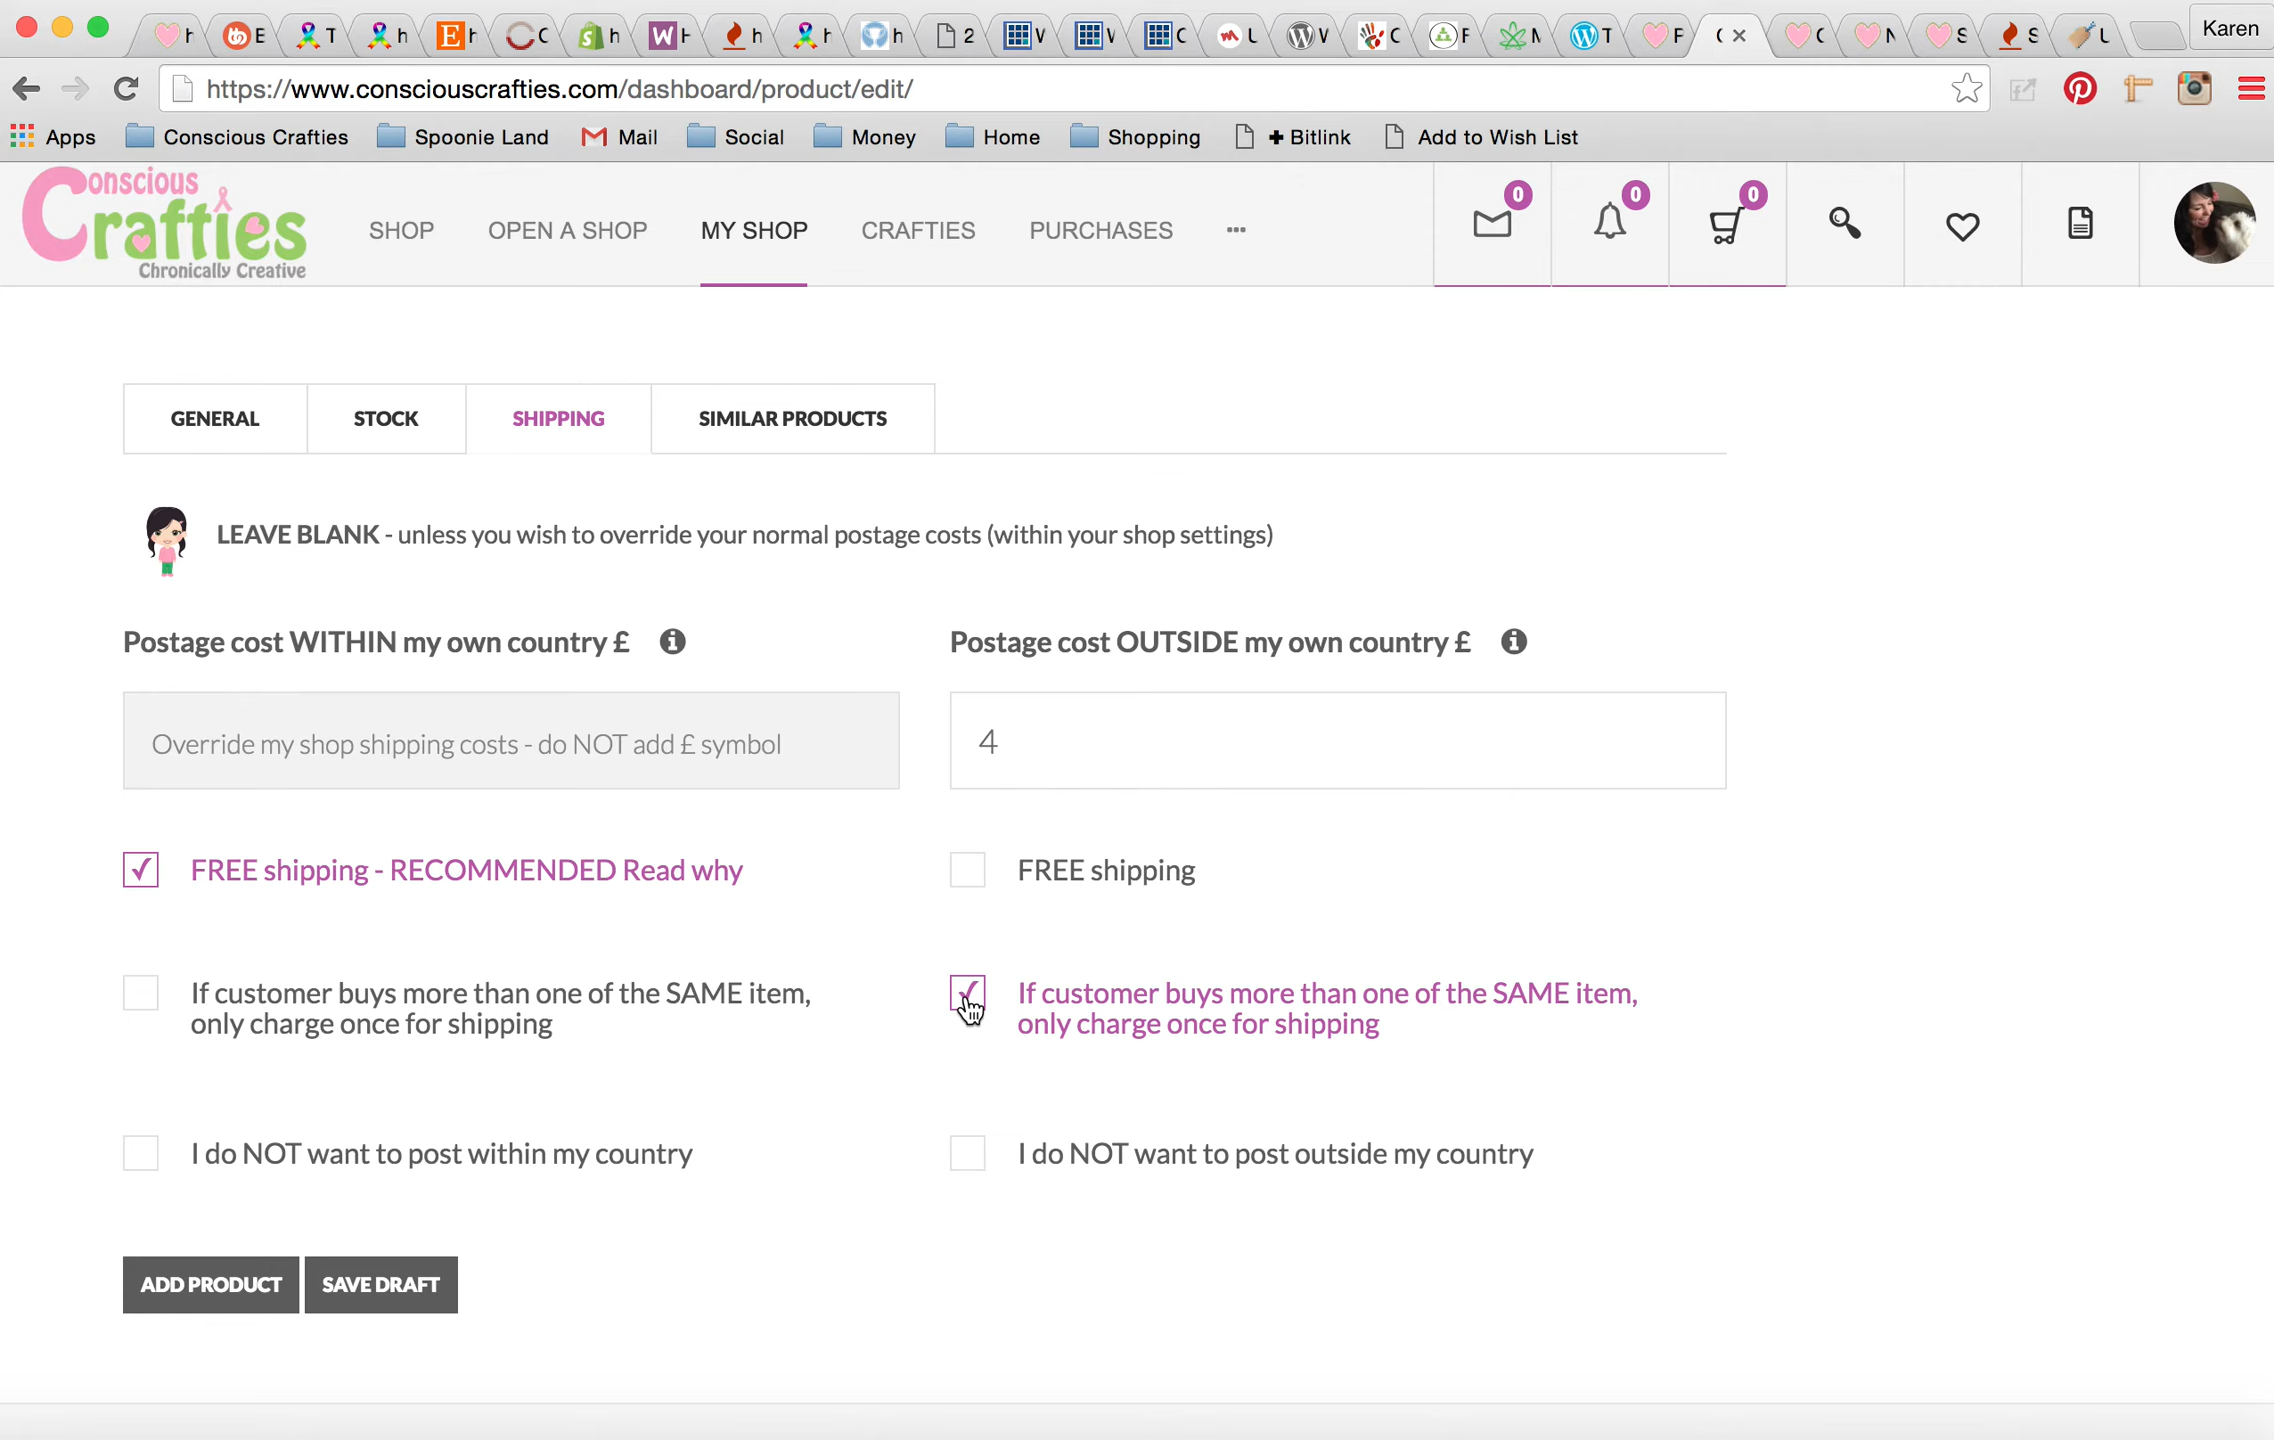 h E T h E h C h W H h h h 2 V V C U V C F M T F C C N S S U
Karen
https://www.consciouscrafties.com/dashboard/product/edit/
Apps Conscious Crafties Spoonie Land Mail Social Money Home Shopping + Bitlink Add to Wish List
Conscious
Crafties
Chronically Creative
SHOP OPEN A SHOP MY SHOP CRAFTIES PURCHASES ... 0 0 0
GENERAL STOCK SHIPPING SIMILAR PRODUCTS
LEAVE BLANK - unless you wish to override your normal postage costs (within your shop settings)
Postage cost WITHIN my own country £
Postage cost OUTSIDE my own country £
Override my shop shipping costs - do NOT add £ symbol
4
FREE shipping - RECOMMENDED Read why
FREE shipping
If customer buys more than one of the SAME item,
only charge once for shipping
If customer buys more than one of the SAME item,
only charge once for shipping
I do NOT want to post within my country
I do NOT want to post outside my country
ADD PRODUCT SAVE DRAFT